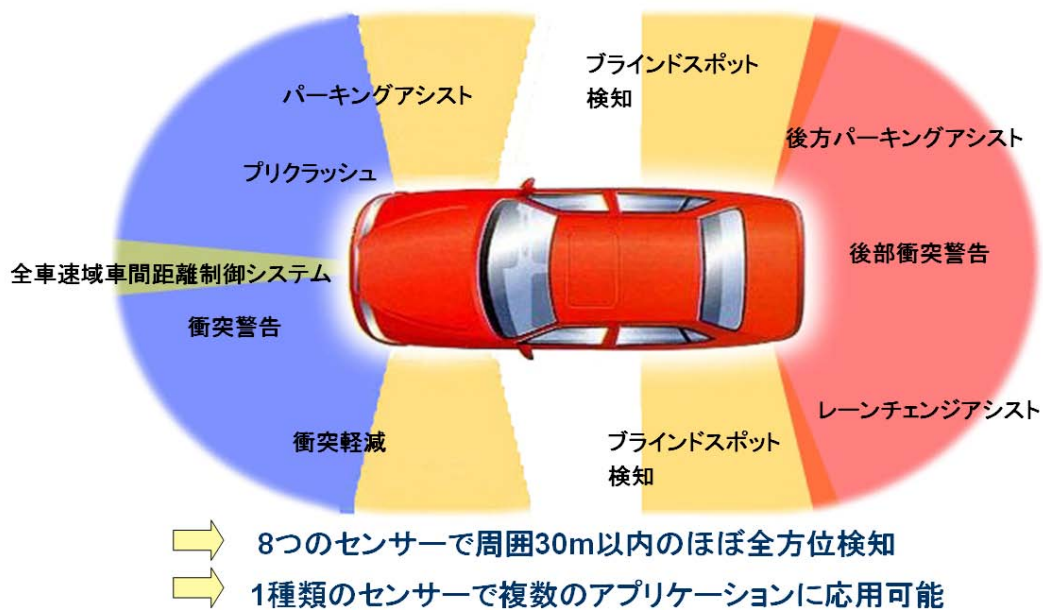 パーキングアシスト
ブラインドスポット
検知
後方パーキングアシスト
プリクラッシュ
後部衝突警告
全車速域車間距離制御システム
衝突警告
レーンチェンジアシスト
衝突軽減
ブラインドスポット
検知
8つのセンサーで周囲30m以内のほぼ全方位検知
1種類のセンサーで複数のアプリケーションに応用可能